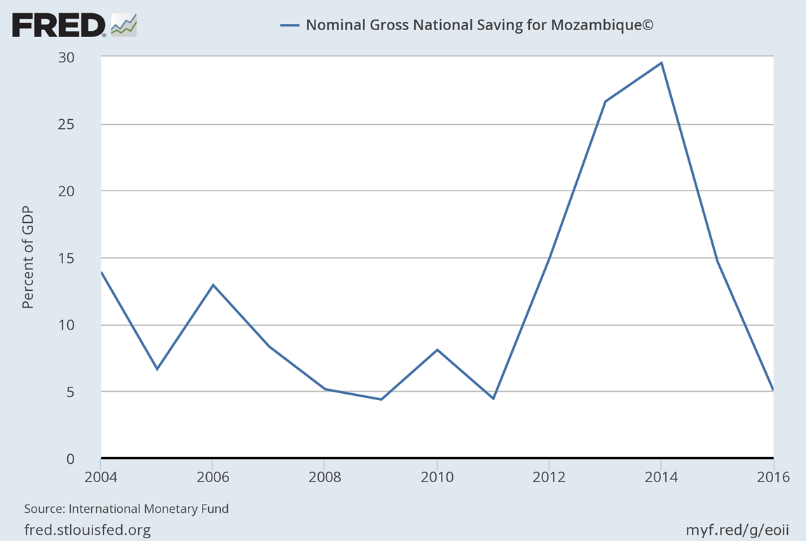 FRED
Nominal Gross National Saving for Mozambique©
30
25
20
15
10
5
0
Percent of GDP
2004 2006 2008 2010 2012 2014 2016
Source: International Monetary Fund
fred.stlouisfed.org
myf.red/g/eoii